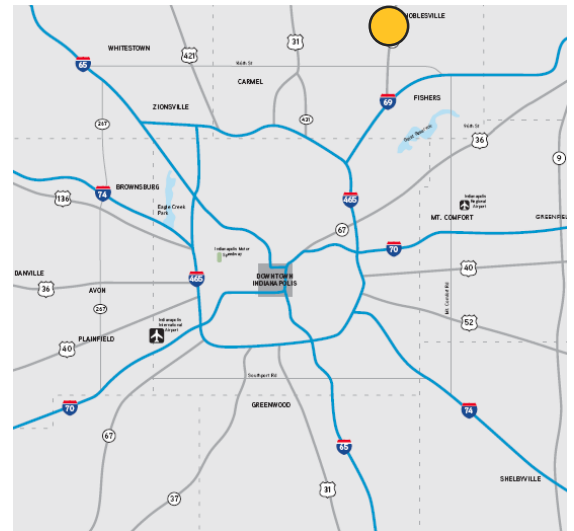 NOBLESVILLE
WHITESTOWN
31
421
65
146th St
CARMEL
69
FISHERS
ZIONSVILLE
267
431
96th St
36
9
BROWNSBURG
74
136
Eagle Creek
Park
465
Indianapolis
Regional
Airport
MT. COMFORT
67
GREENFIELD
70
Indianapolis Motor
Speedway
DANVILLE
465
DOWNTOWN
INDIANAPOLIS
40
36
AVON
267
Mt. Comfort Rd
Indianapolis
International
Airport
52
PLAINFIELD
40
Southport Rd
70
GREENWOOD
74
67
65
SHELBYVILLE
31
37